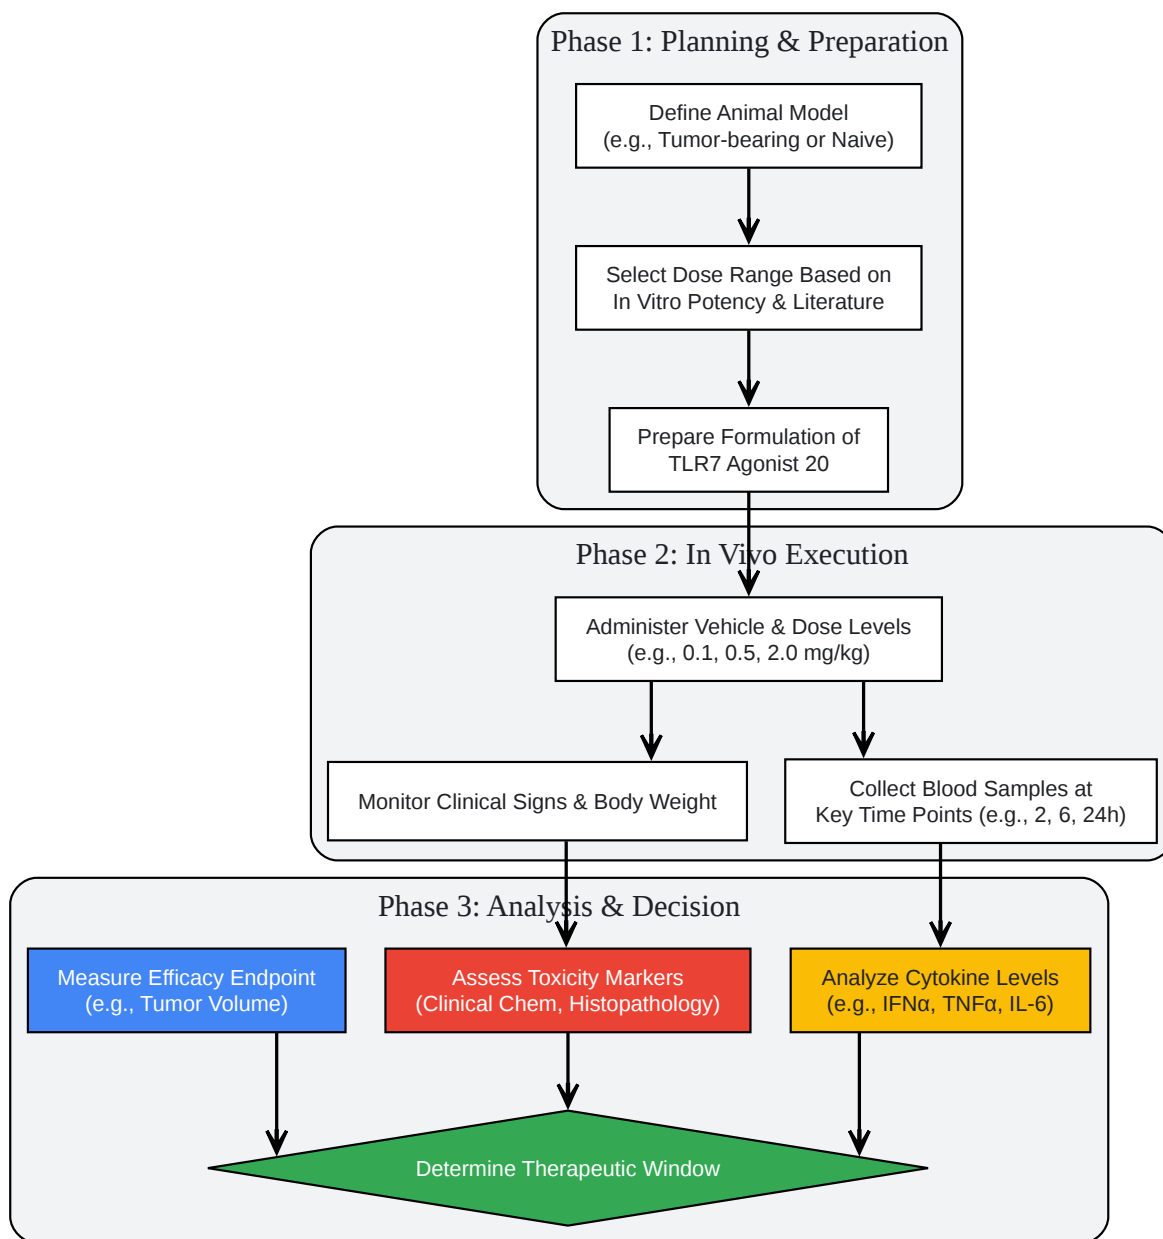 Phase 1: Planning & Preparation
Define Animal Model
(e.g., Tumor-bearing or Naive)
Select Dose Range Based on
In Vitro Potency & Literature
Prepare Formulation of
TLR7 Agonist 20
Phase 2: In Vivo Execution
Administer Vehicle & Dose Levels
(e.g., 0.1, 0.5, 2.0 mg/kg)
Monitor Clinical Signs & Body Weight
Collect Blood Samples at
Key Time Points (e.g., 2, 6, 24h)
Phase 3: Analysis & Decision
Measure Efficacy Endpoint
(e.g., Tumor Volume)
Assess Toxicity Markers
(Clinical Chem, Histopathology)
Analyze Cytokine Levels
(e.g., IFNα, TNFα, IL-6)
Determine Therapeutic Window